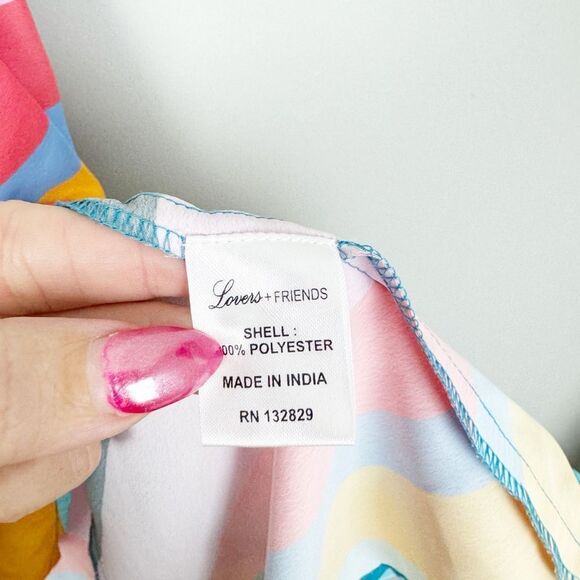 Lovers + FRIENDS
SHELL :
00% POLYESTER
MADE IN INDIA
RN 132829